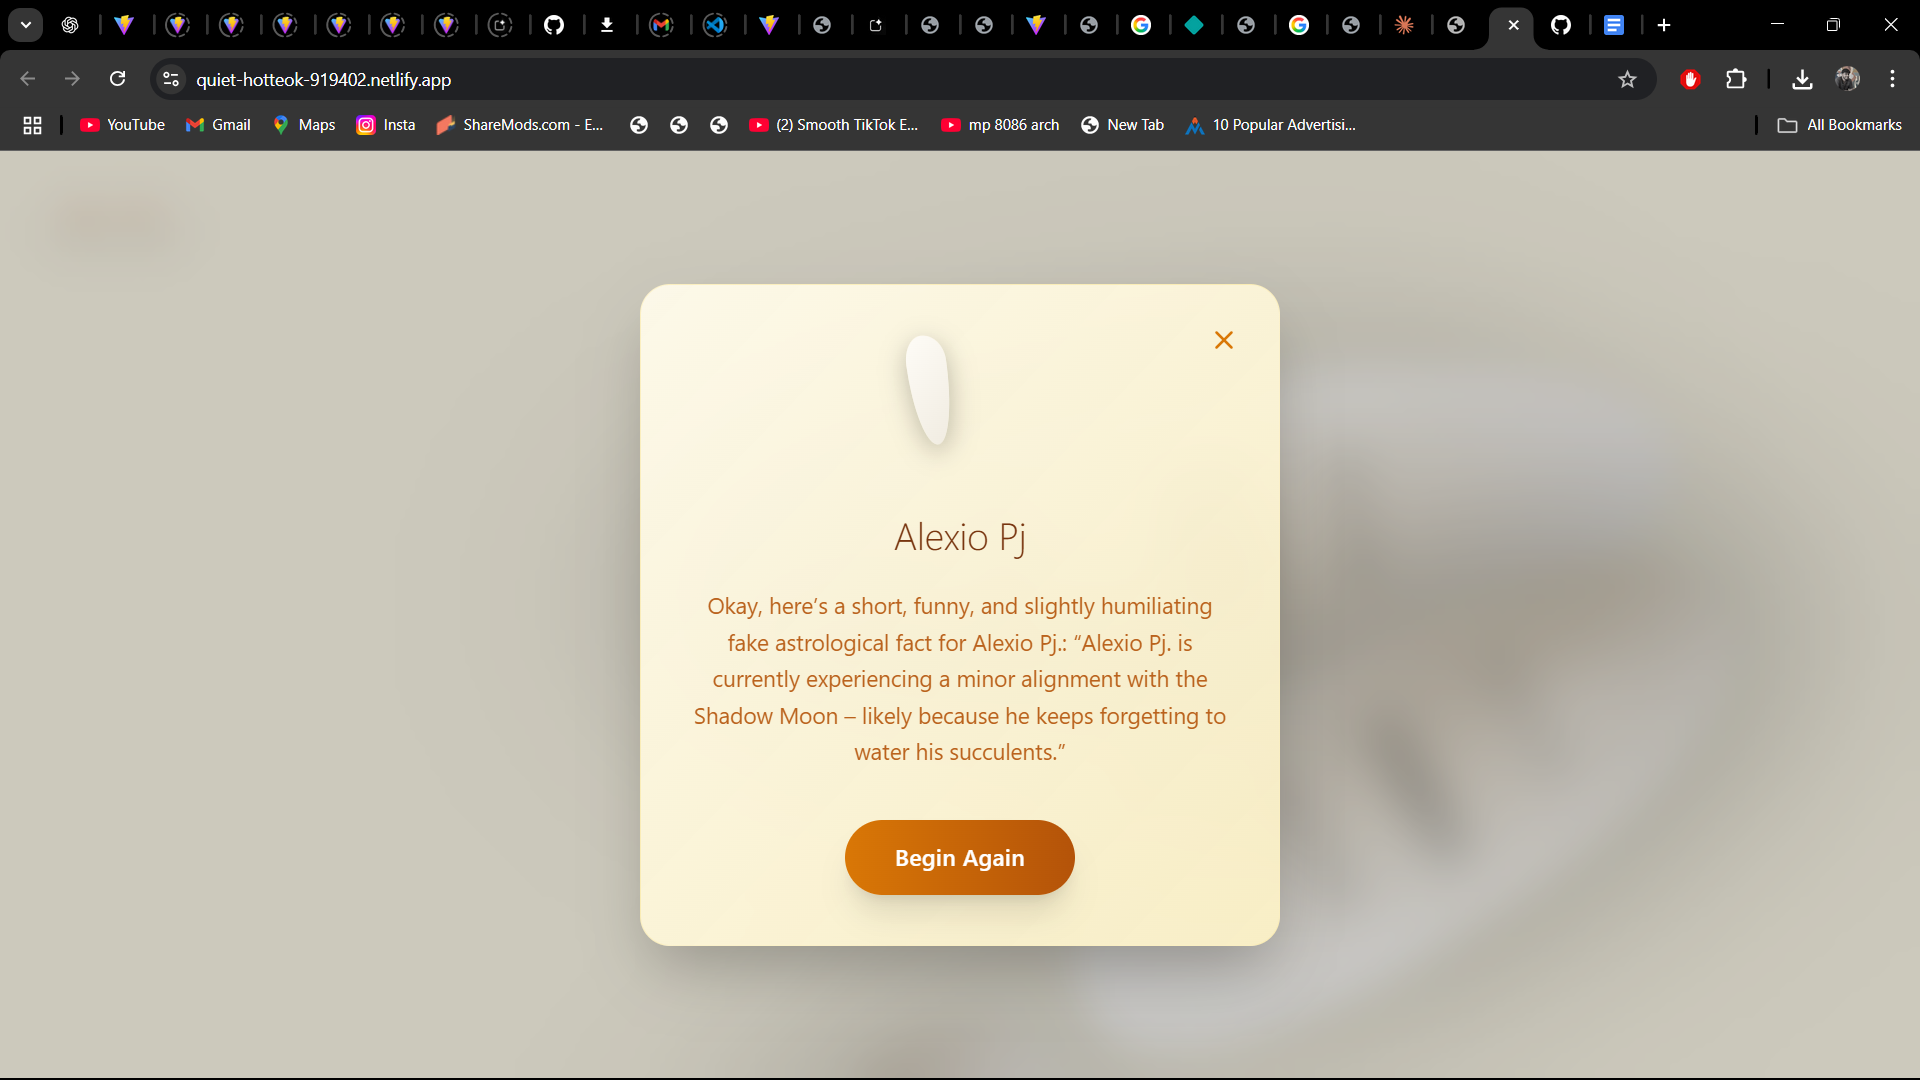 quiet-hotteok-919402.netlify.app
YouTube
Gmail
Maps
Insta
ShareMods.com - E...
(2) Smooth TikTok E...
mp 8086 arch
New Tab
10 Popular Advertisi...
All Bookmarks
Alexio Pj
Okay, here’s a short, funny, and slightly humiliating
fake astrological fact for Alexio Pj.: “Alexio Pj. is
currently experiencing a minor alignment with the
Shadow Moon – likely because he keeps forgetting to
water his succulents.”
Begin Again